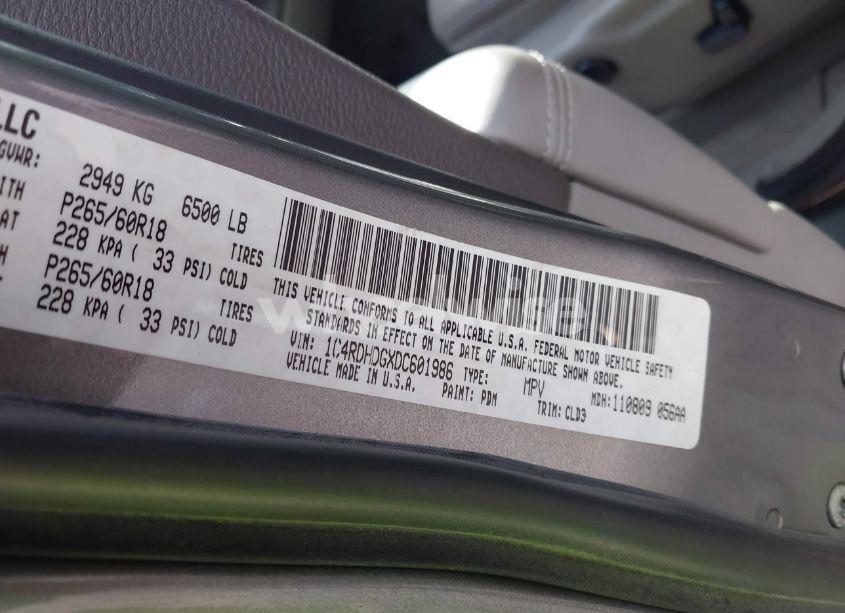 LLC
GVWR: 2949 KG 6500 LB
WITH P265/60R18 TIRES
AT 228 KPA ( 33 PSI) COLD
P265/60R18 TIRES
228 KPA ( 33 PSI) COLD
THIS VEHICLE CONFORMS TO ALL APPLICABLE U.S.A. FEDERAL MOTOR VEHICLE SAFETY
STANDARDS IN EFFECT ON THE DATE OF MANUFACTURE SHOWN ABOVE.
VIN: 1C4RDHDGXDC601986 TYPE: MPV MDH:110809 056AA
VEHICLE MADE IN U.S.A. PAINT: PDM TRIM: CLD3